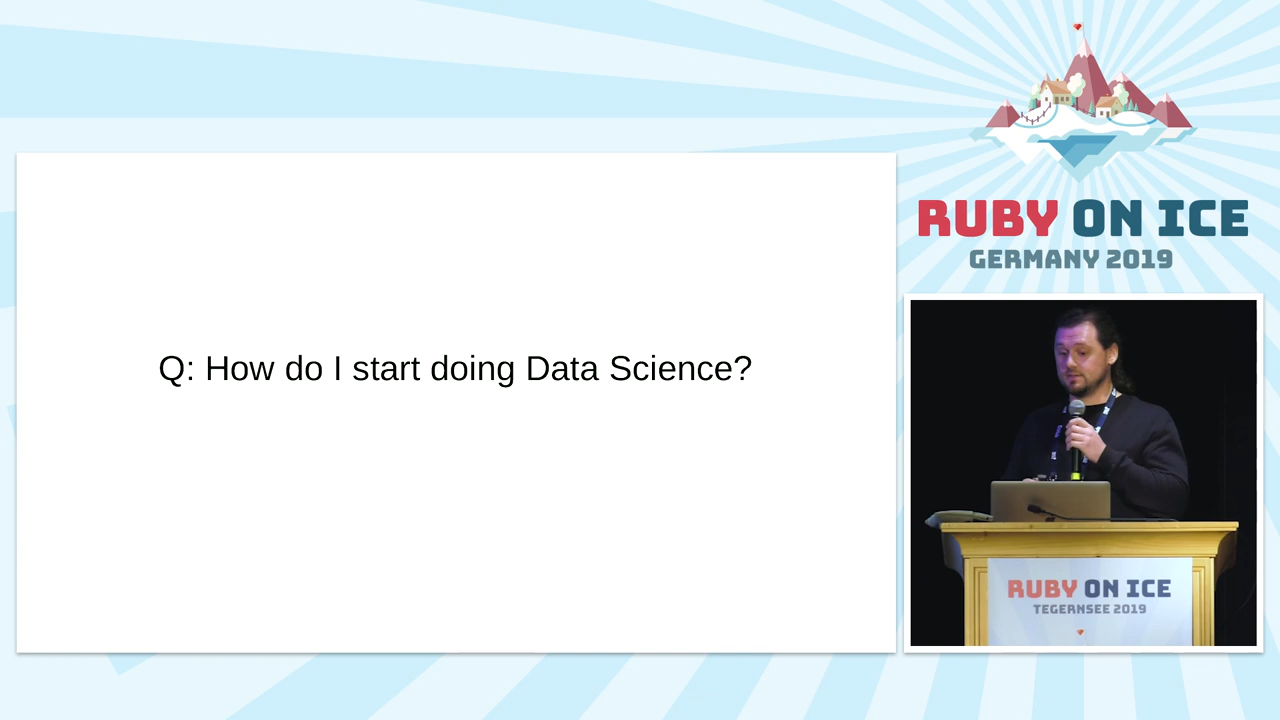 Q: How do I start doing Data Science?
RUBY ON ICE
GERMANY 2019
RUBY ON ICE
TEGERNSEE 2019